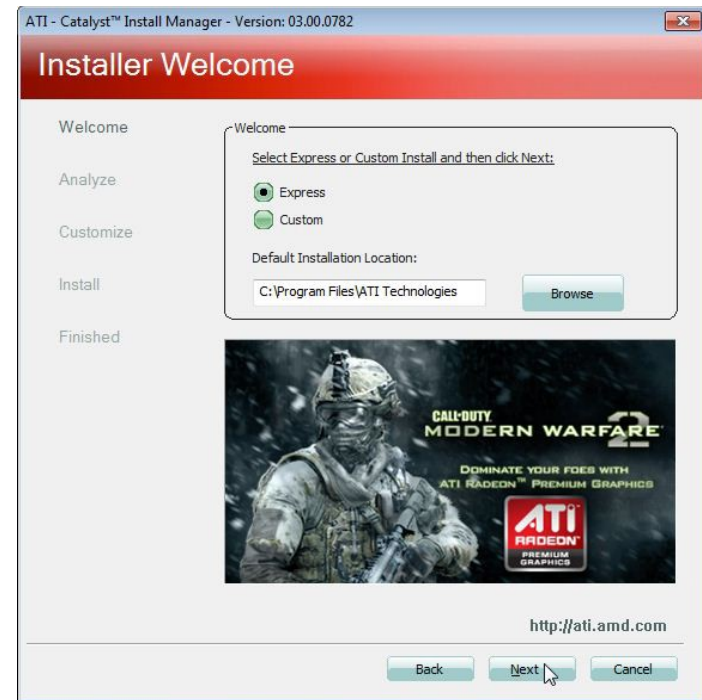 ATI - Catalyst™ Install Manager - Version: 03.00.0782
Installer Welcome
Welcome
Analyze
Customize
Install
Finished
Welcome
Select Express or Custom Install and then click Next:
Express
Custom
Default Installation Location:
C:\Program Files\ATI Technologies
Browse
CALL OF DUTY
MODERN WARFARE 2
DOMINATE YOUR FOES WITH
ATI RADEON™ PREMIUM GRAPHICS
ATI
RADEON
PREMIUM
GRAPHICS
http://ati.amd.com
Back Next Cancel